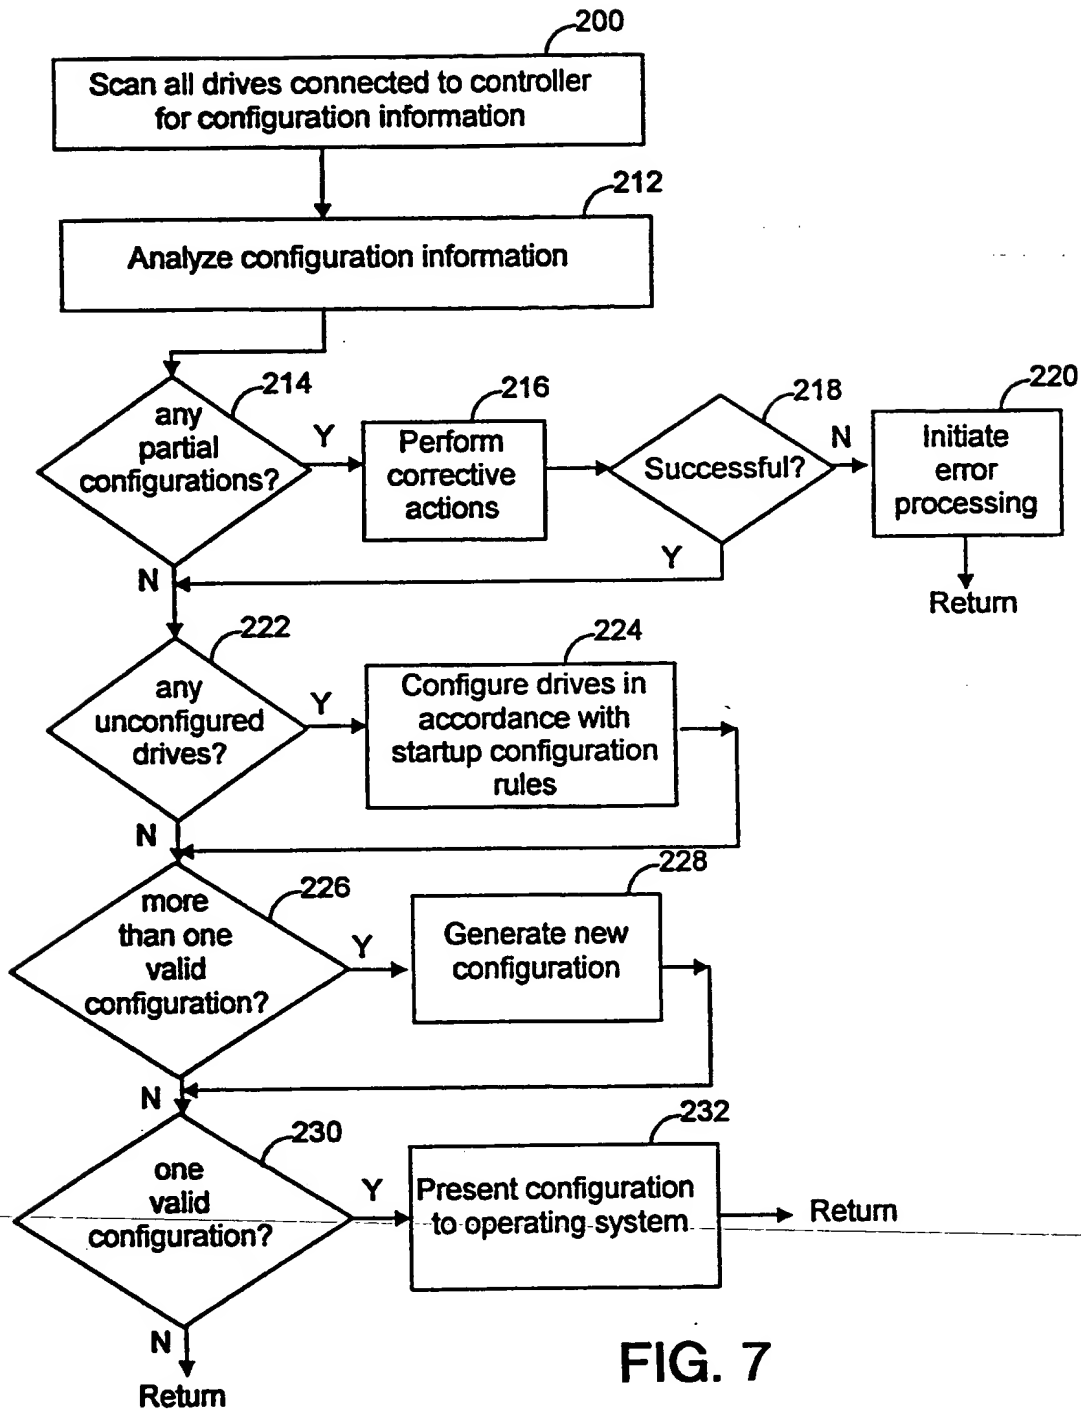 200
Scan all drives connected to controller
for configuration information
212
Analyze configuration information
214
any
partial
configurations?
Y
N
216
Perform
corrective
actions
218
Successful?
N
Y
220
Initiate
error
processing
Return
222
any
unconfigured
drives?
Y
N
224
Configure drives in
accordance with
startup configuration
rules
226
more
than one
valid
configuration?
Y
N
228
Generate new
configuration
230
one
valid
configuration?
Y
N
232
Present configuration
to operating system
Return
Return
FIG. 7